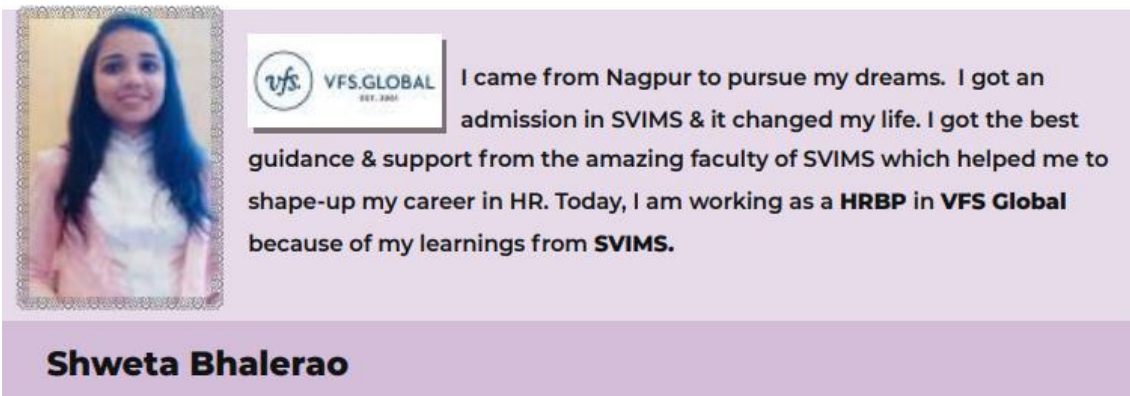 vfs. VFS.GLOBAL
EST. 2001
I came from Nagpur to pursue my dreams. I got an
admission in SVIMS & it changed my life. I got the best
guidance & support from the amazing faculty of SVIMS which helped me to
shape-up my career in HR. Today, I am working as a HRBP in VFS Global
because of my learnings from SVIMS.
Shweta Bhalerao